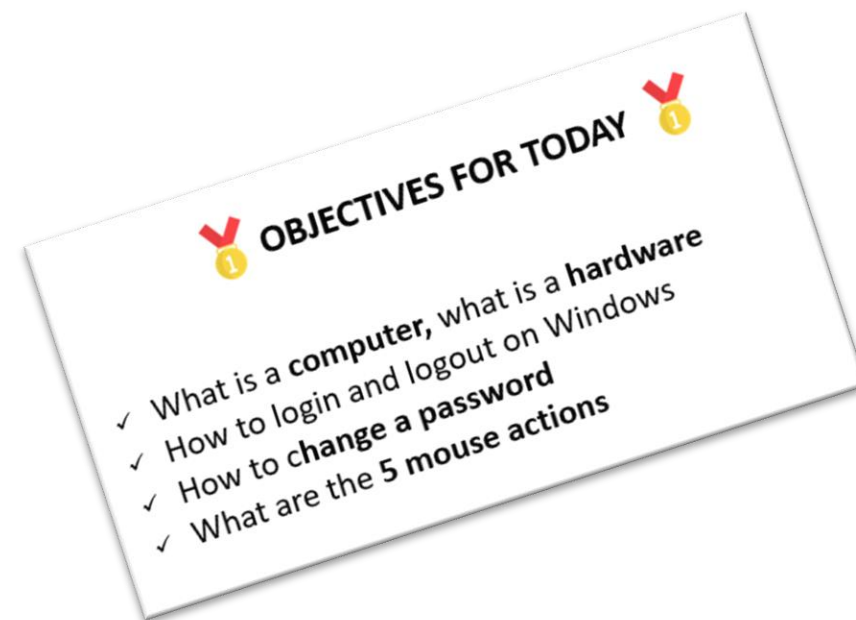 OBJECTIVES FOR TODAY
✓ What is a computer, what is a hardware
✓ How to login and logout on Windows
✓ How to change a password
✓ What are the 5 mouse actions